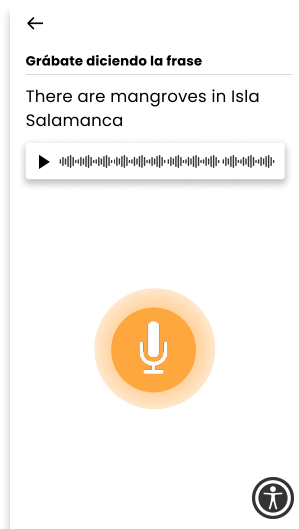 Grábate diciendo la frase
There are mangroves in Isla
Salamanca